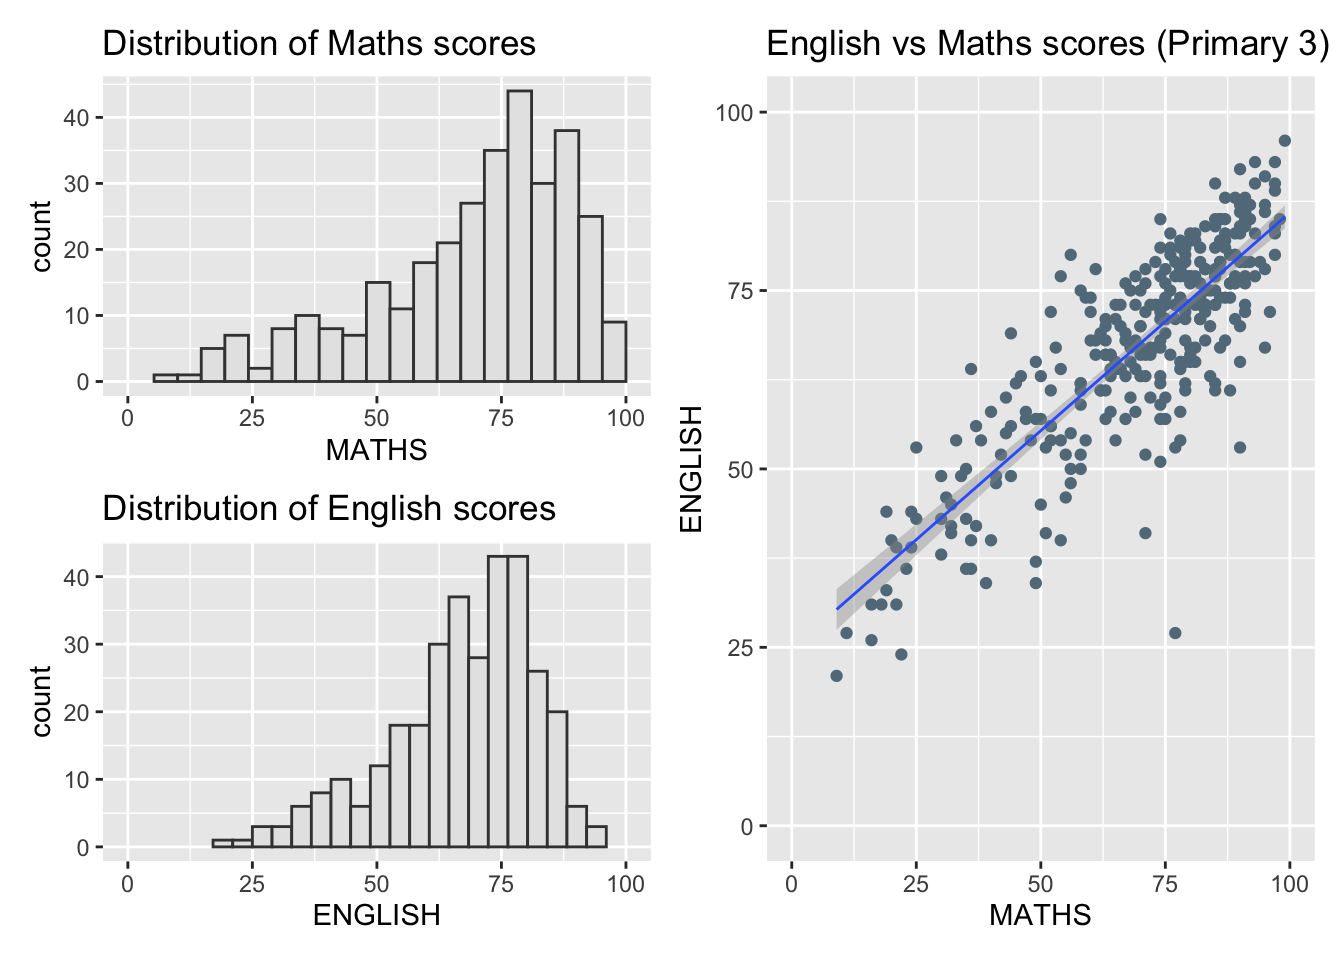 Distribution of Maths scores
count
40
30
20
10
0
0 25 50 75 100
MATHS
Distribution of English scores
count
40
30
20
10
0
0 25 50 75 100
ENGLISH
English vs Maths scores (Primary 3)
ENGLISH
100
75
50
25
0
0 25 50 75 100
MATHS